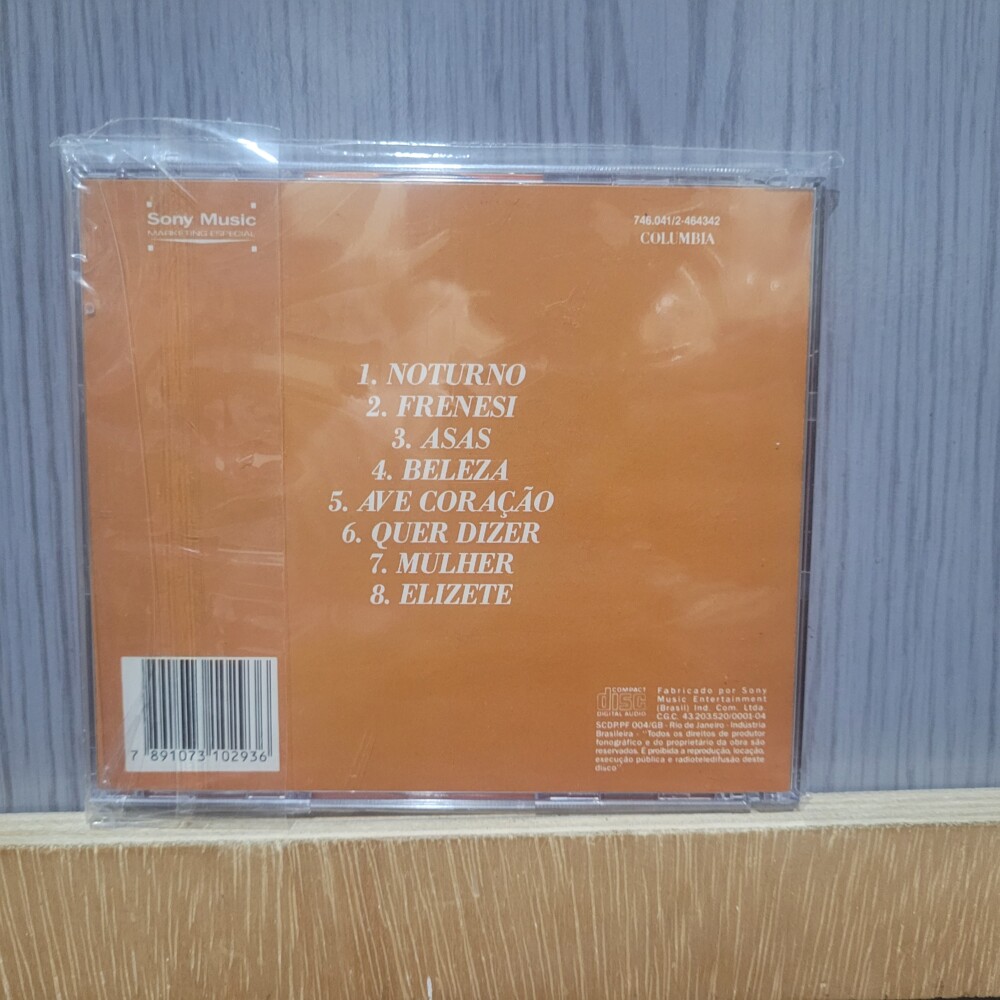 Sony Music
MARKETING ESPECIAL
746.041/2-464342
COLUMBIA
1. NOTURNO
2. FRENESI
3. ASAS
4. BELEZA
5. AVE CORAÇÃO
6. QUER DIZER
7. MULHER
8. ELIZETE
7 891073 102936
COMPACT
disc
DIGITAL AUDIO
Fabricado por Sony
Music Entertainment
(Brasil) Ind. Com. Ltda.
C.G.C. 43.203.520/0001-04
SCDP.PF 004/GB - Rio de Janeiro - Indústria
Brasileira - "Todos os direitos de produtor
fonográfico e do proprietário da obra são
reservados. É proibida a reprodução, locação,
execução pública e radioteledifusão deste
disco"